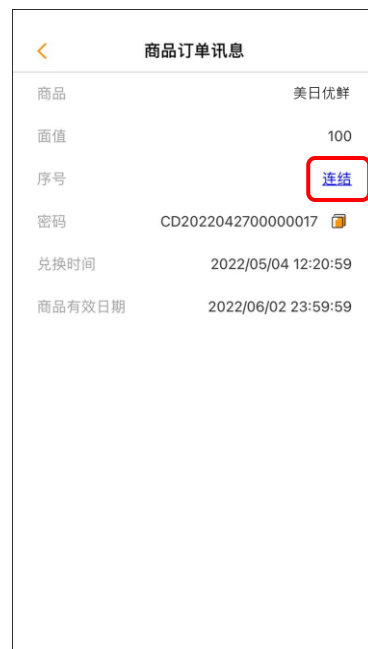 商品订单讯息
商品 美日优鲜
面值 100
序号 连结
密码 CD2022042700000017
兑换时间 2022/05/04 12:20:59
商品有效日期 2022/06/02 23:59:59